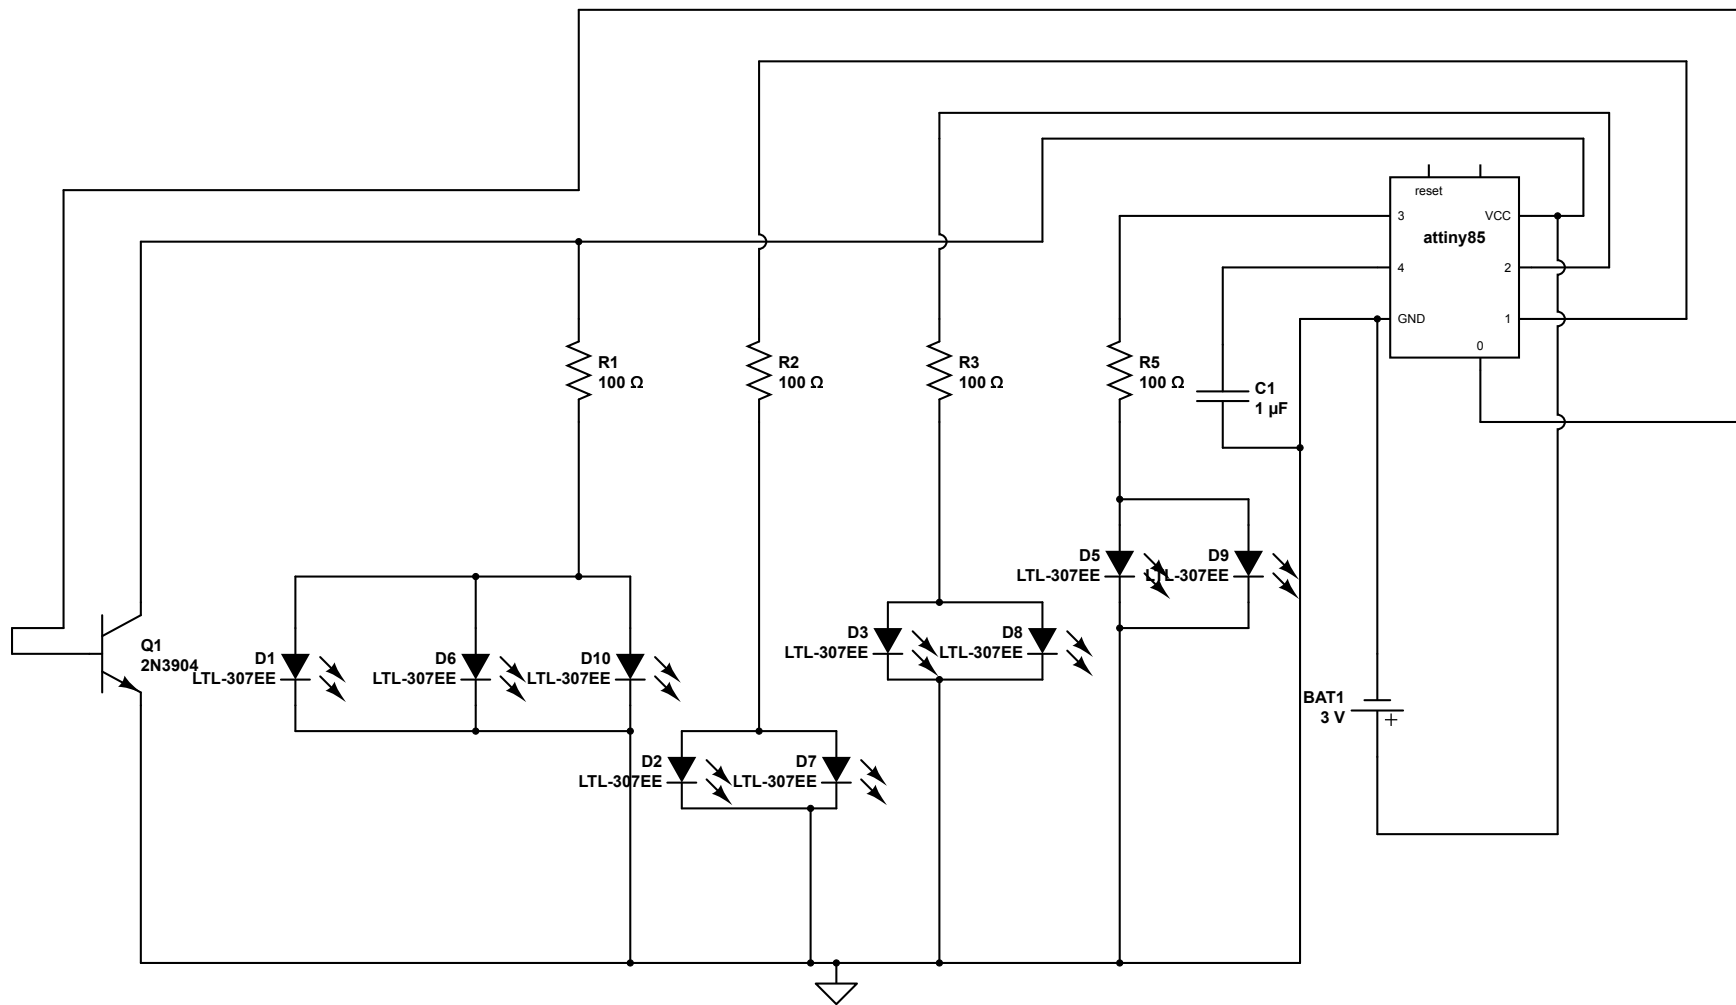 reset
3
VCC
attiny85
4
2
GND
1
0
R1
100 Ω
R2
100 Ω
R3
100 Ω
R5
100 Ω
C1
1 µF
D5
LTL-307EE
D9
LTL-307EE
Q1
2N3904
D1
LTL-307EE
D6
LTL-307EE
D10
LTL-307EE
D3
LTL-307EE
D8
LTL-307EE
BAT1
3 V
+
D2
LTL-307EE
D7
LTL-307EE